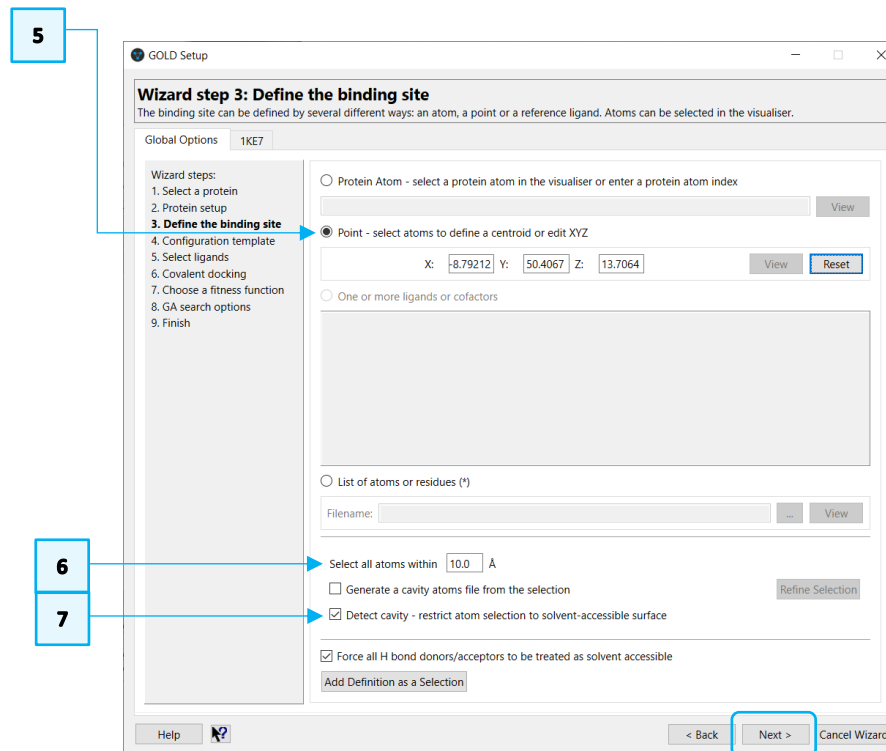 5
GOLD Setup
Wizard step 3: Define the binding site
The binding site can be defined by several different ways: an atom, a point or a reference ligand. Atoms can be selected in the visualiser.
Global Options 1KE7
Wizard steps:
1. Select a protein
2. Protein setup
3. Define the binding site
4. Configuration template
5. Select ligands
6. Covalent docking
7. Choose a fitness function
8. GA search options
9. Finish
Protein Atom - select a protein atom in the visualiser or enter a protein atom index
View
Point - select atoms to define a centroid or edit XYZ
X: -8.79212 Y: 50.4067 Z: 13.7064 View Reset
One or more ligands or cofactors
List of atoms or residues (*)
Filename: ... View
6
Select all atoms within 10.0 Å
Generate a cavity atoms file from the selection Refine Selection
7
Detect cavity - restrict atom selection to solvent-accessible surface
Force all H bond donors/acceptors to be treated as solvent accessible
Add Definition as a Selection
Help < Back Next > Cancel Wizard